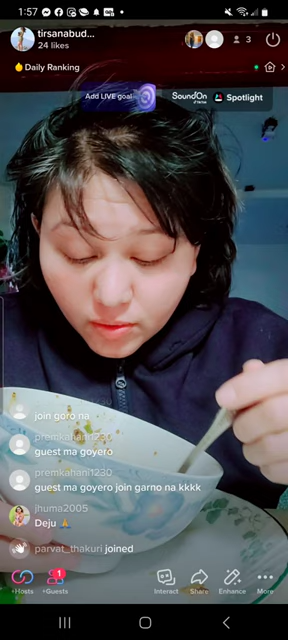 1:57
tirsanabud...
24 likes
3
Daily Ranking
Add LIVE goal
SoundOn
TikTok
Spotlight
join goro na
premkahani1230
guest ma goyero
premkahani1230
guest ma goyero join garno na kkkk
jhuma2005
Deju 🙏
parvat_thakuri joined
1
+Hosts
+Guests
Interact
Share
Enhance
More